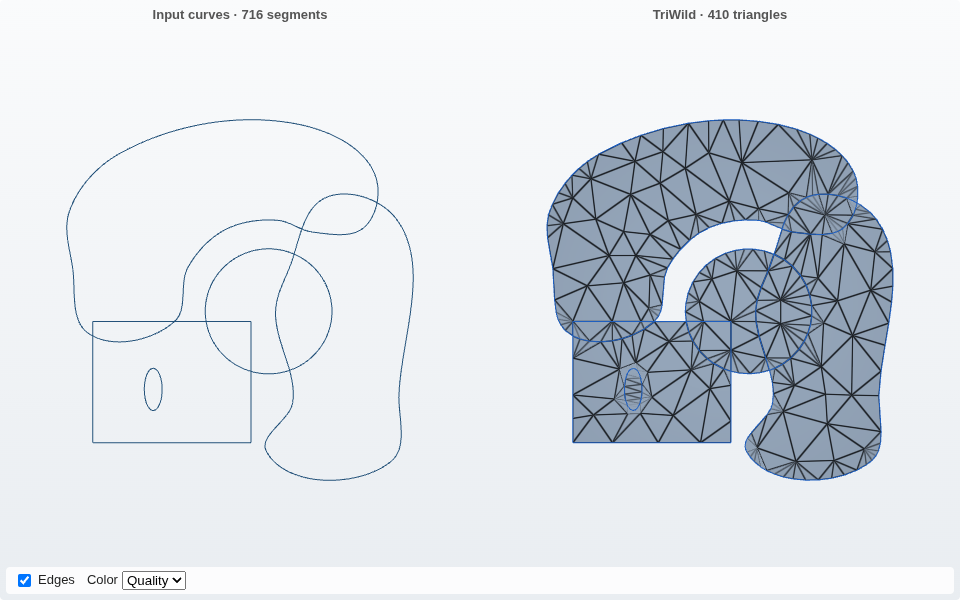 Input curves · 716 segments
TriWild · 410 triangles
Edges Color Quality